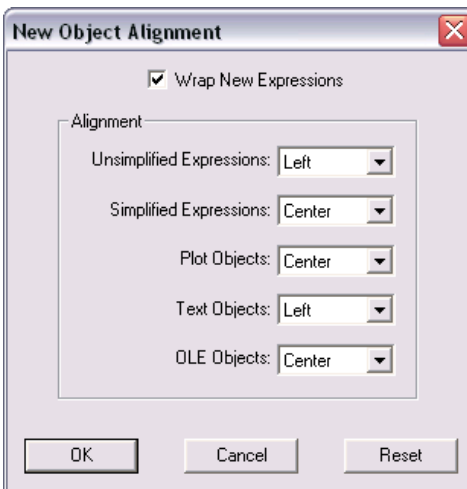 New Object Alignment
Wrap New Expressions
Alignment
Unsimplified Expressions: Left
Simplified Expressions: Center
Plot Objects: Center
Text Objects: Left
OLE Objects: Center
OK Cancel Reset